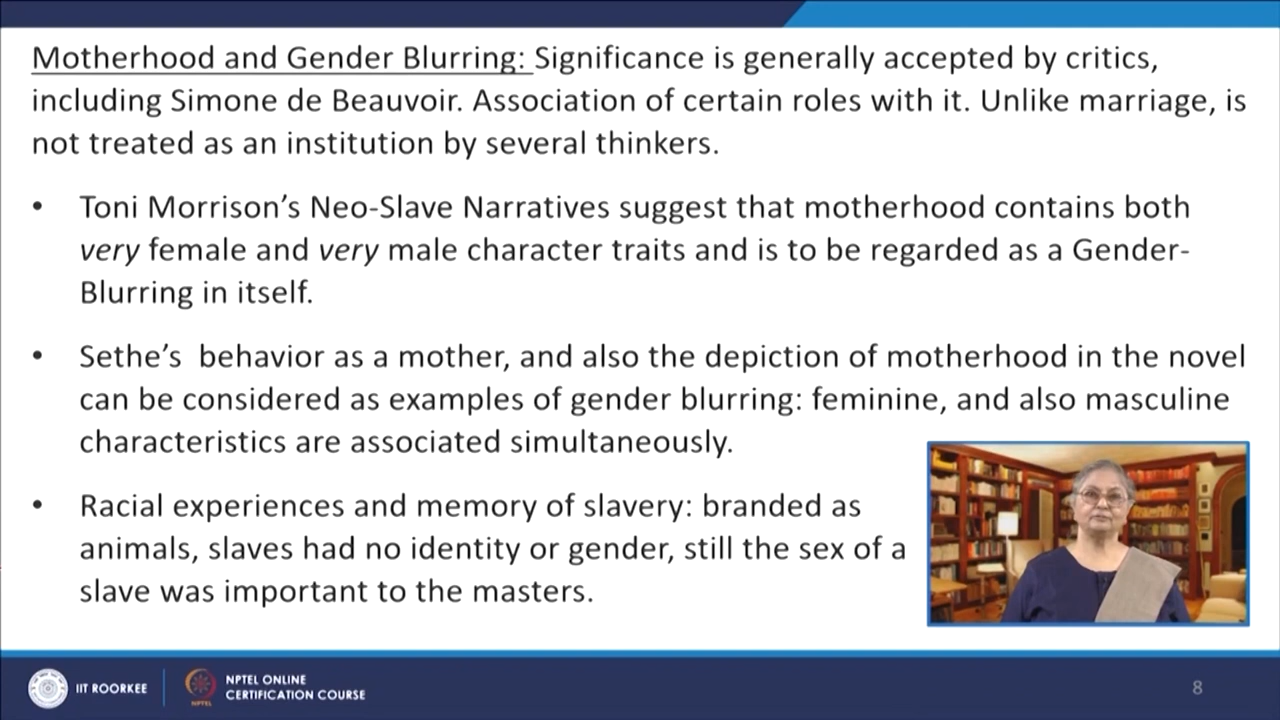 Motherhood and Gender Blurring: Significance is generally accepted by critics,
including Simone de Beauvoir. Association of certain roles with it. Unlike marriage, is
not treated as an institution by several thinkers.
• Toni Morrison’s Neo-Slave Narratives suggest that motherhood contains both
very female and very male character traits and is to be regarded as a Gender-
Blurring in itself.
• Sethe’s behavior as a mother, and also the depiction of motherhood in the novel
can be considered as examples of gender blurring: feminine, and also masculine
characteristics are associated simultaneously.
• Racial experiences and memory of slavery: branded as
animals, slaves had no identity or gender, still the sex of a
slave was important to the masters.
IIT ROORKEE
NPTEL
NPTEL ONLINE
CERTIFICATION COURSE
8